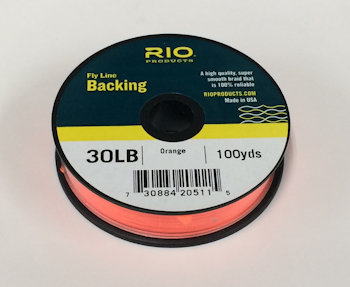 RIO
PRODUCTS
Fly Line
Backing
A high quality, super
smooth braid that
is 100% reliable
RIOPRODUCTS.COM
Made in USA
30LB
Orange
100yds
7 30884 20511 5